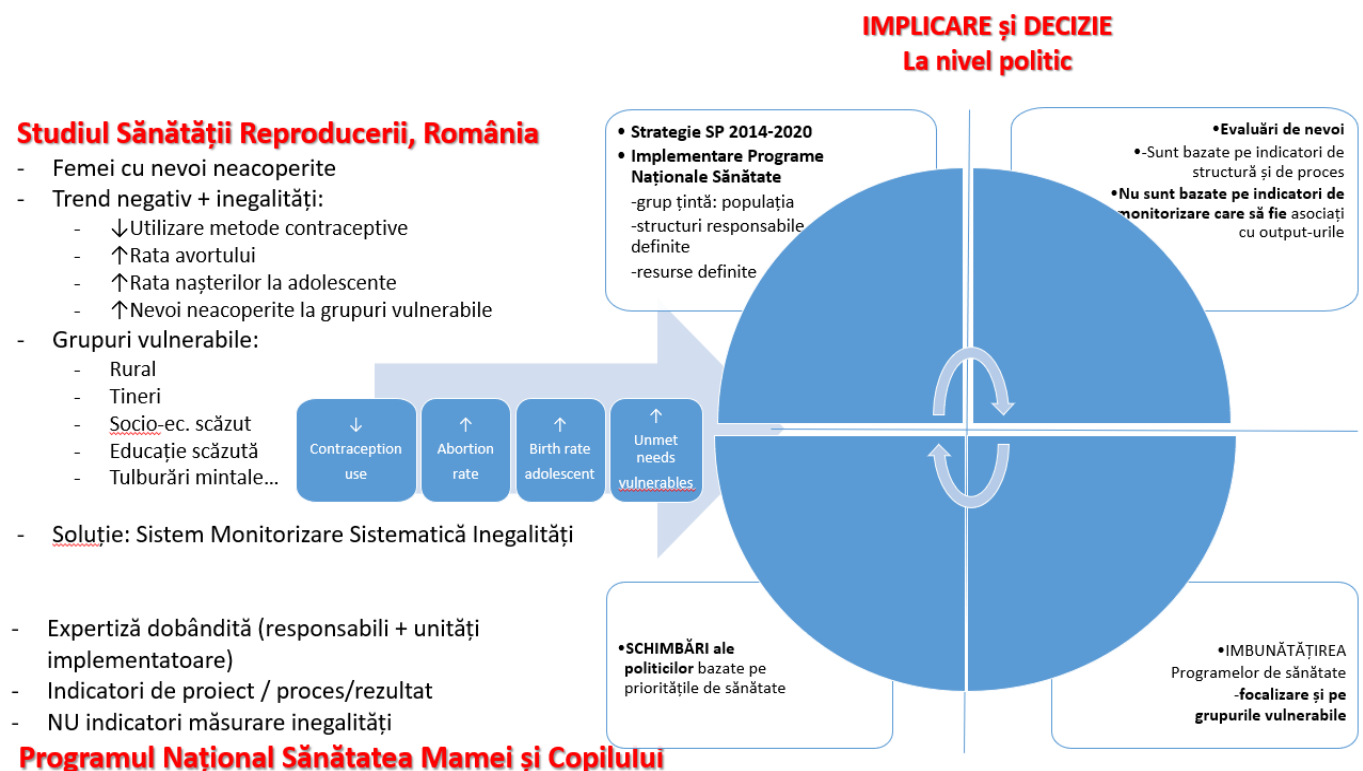 IMPLICARE și DECIZIE
La nivel politic
Studiul Sănătății Reproducerii, România
- Femei cu nevoi neacoperite
- Trend negativ + inegalități:
- ↓Utilizare metode contraceptive
- ↑Rata avortului
- ↑Rata nașterilor la adolescente
- ↑Nevoi neacoperite la grupuri vulnerabile
- Grupuri vulnerabile:
- Rural
- Tineri
- Socio-ec. scăzut
- Educație scăzută
- Tulburări mintale...
- Soluție: Sistem Monitorizare Sistematică Inegalități
- Expertiză dobândită (responsabili + unități
implementatoare)
- Indicatori de proiect / proces/rezultat
- NU indicatori măsurare inegalități
Programul Național Sănătatea Mamei și Copilului
↓
Contraception
use
↑
Abortion
rate
↑
Birth rate
adolescent
↑
Unmet
needs
vulnerables
• Strategie SP 2014-2020
• Implementare Programe
Naționale Sănătate
-grup țintă: populația
-structuri responsabile
definite
-resurse definite
•Evaluări de nevoi
•-Sunt bazate pe indicatori de
structură și de proces
•Nu sunt bazate pe indicatori de
monitorizare care să fie asociați
cu output-urile
•SCHIMBĂRI ale
politicilor bazate pe
prioritățile de sănătate
•IMBUNĂTĂȚIREA
Programelor de sănătate
-focalizare și pe
grupurile vulnerabile